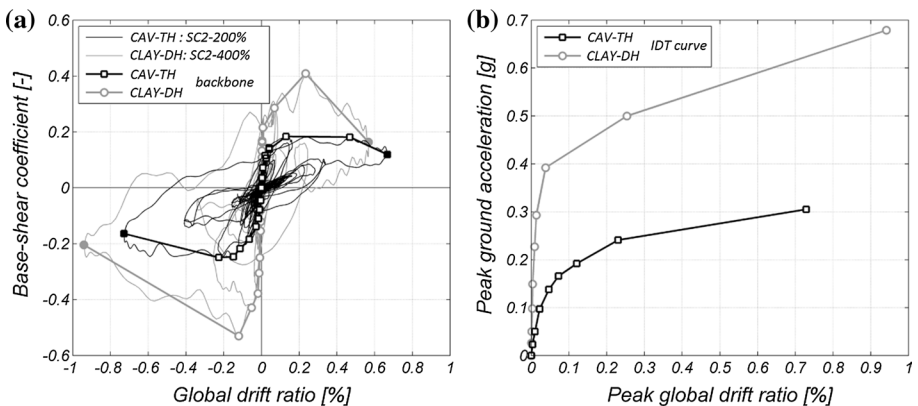 (a)
CAV-TH : SC2-200%
CLAY-DH: SC2-400%
CAV-TH
backbone
CLAY-DH
Base-shear coefficient [-]
0.6
0.4
0.2
0
-0.2
-0.4
-0.6
-1 -0.8 -0.6 -0.4 -0.2 0 0.2 0.4 0.6 0.8 1
Global drift ratio [%]
(b)
CAV-TH
IDT curve
CLAY-DH
Peak ground acceleration [g]
0.7
0.6
0.5
0.4
0.3
0.2
0.1
0
0 0.1 0.2 0.3 0.4 0.5 0.6 0.7 0.8 0.9 1
Peak global drift ratio [%]